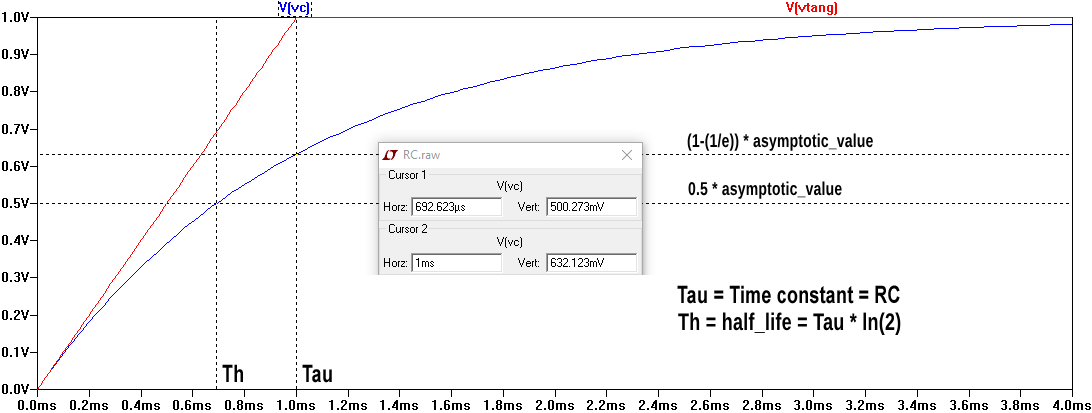 V(vc) V(vtang)
1.0V
0.9V
0.8V
0.7V
0.6V
0.5V
0.4V
0.3V
0.2V
0.1V
0.0V
(1-(1/e)) * asymptotic_value
0.5 * asymptotic_value
RC.raw
Cursor 1
V(vc)
Horz: 692.623µs Vert: 500.273mV
Cursor 2
V(vc)
Horz: 1ms Vert: 632.123mV
Tau = Time constant = RC
Th = half_life = Tau * ln(2)
Th Tau
0.0ms 0.2ms 0.4ms 0.6ms 0.8ms 1.0ms 1.2ms 1.4ms 1.6ms 1.8ms 2.0ms 2.2ms 2.4ms 2.6ms 2.8ms 3.0ms 3.2ms 3.4ms 3.6ms 3.8ms 4.0ms